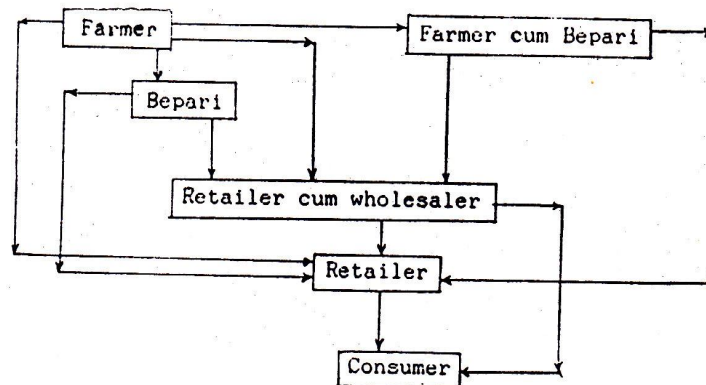 Farmer
Farmer cum Bepari
Bepari
Retailer cum wholesaler
Retailer
Consumer